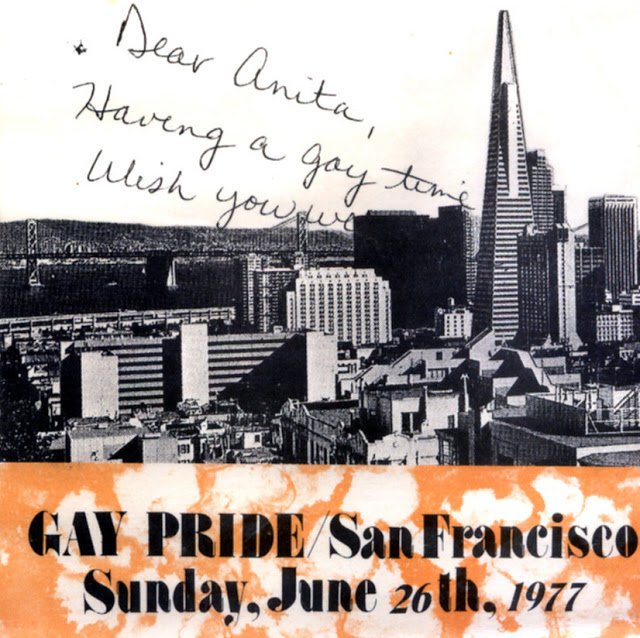 Dear Anita,
Having a gay time
Wish you
GAY PRIDE/San Francisco
Sunday, June 26th, 1977